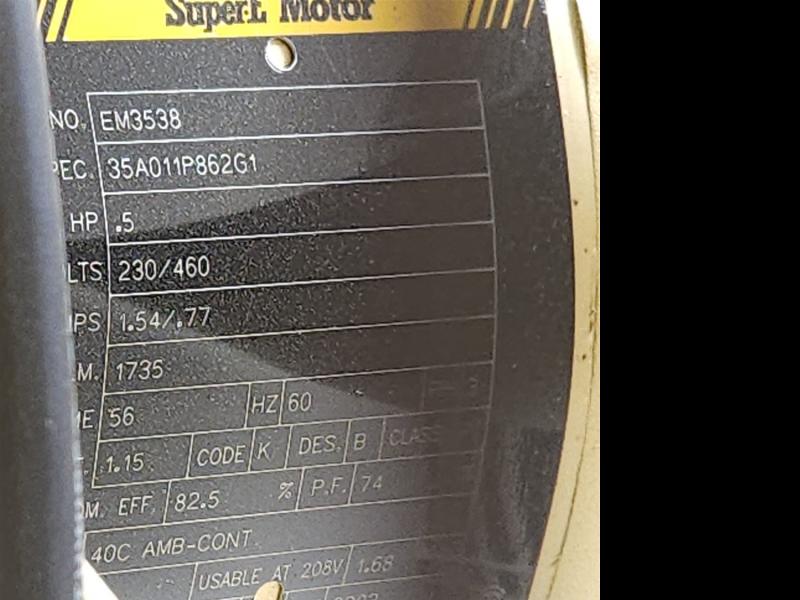 Super-E Motor
NO. EM3538
PEC. 35A011P862G1
HP .5
LTS 230/460
PS 1.54/.77
.M. 1735
ME 56 HZ 60
1.15 CODE K DES. B CLASS
OM. EFF. 82.5 % P.F. 74
40C AMB-CONT.
USABLE AT 208V 1.68